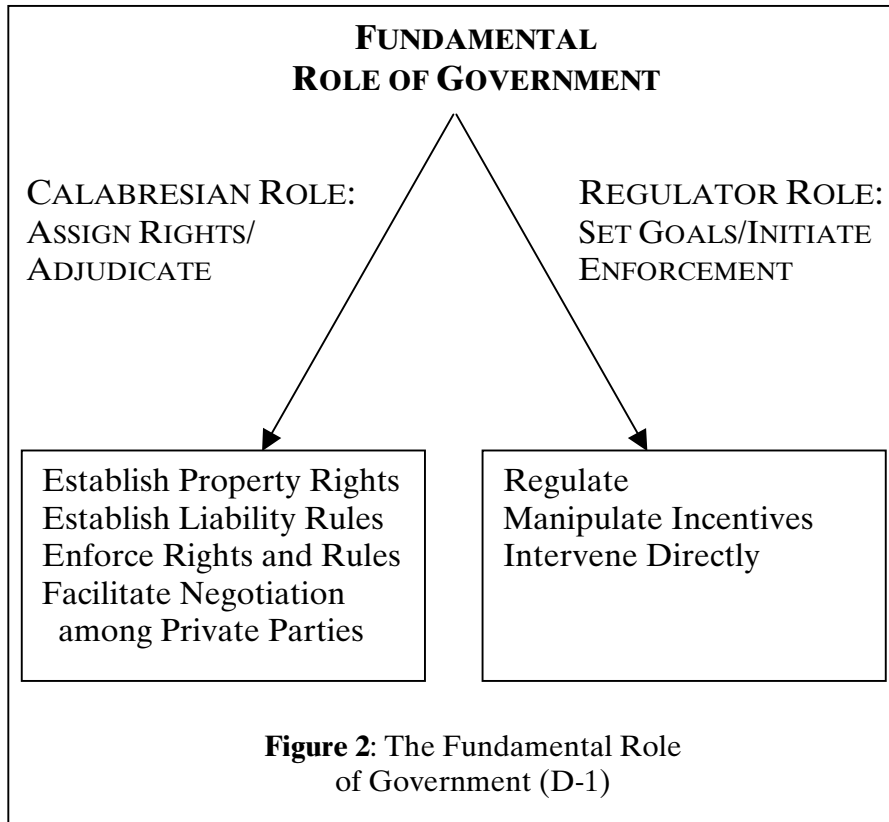 FUNDAMENTAL
ROLE OF GOVERNMENT
CALABRESIAN ROLE:
ASSIGN RIGHTS/
ADJUDICATE
REGULATOR ROLE:
SET GOALS/INITIATE
ENFORCEMENT
Establish Property Rights
Establish Liability Rules
Enforce Rights and Rules
Facilitate Negotiation
among Private Parties
Regulate
Manipulate Incentives
Intervene Directly
Figure 2: The Fundamental Role
of Government (D-1)